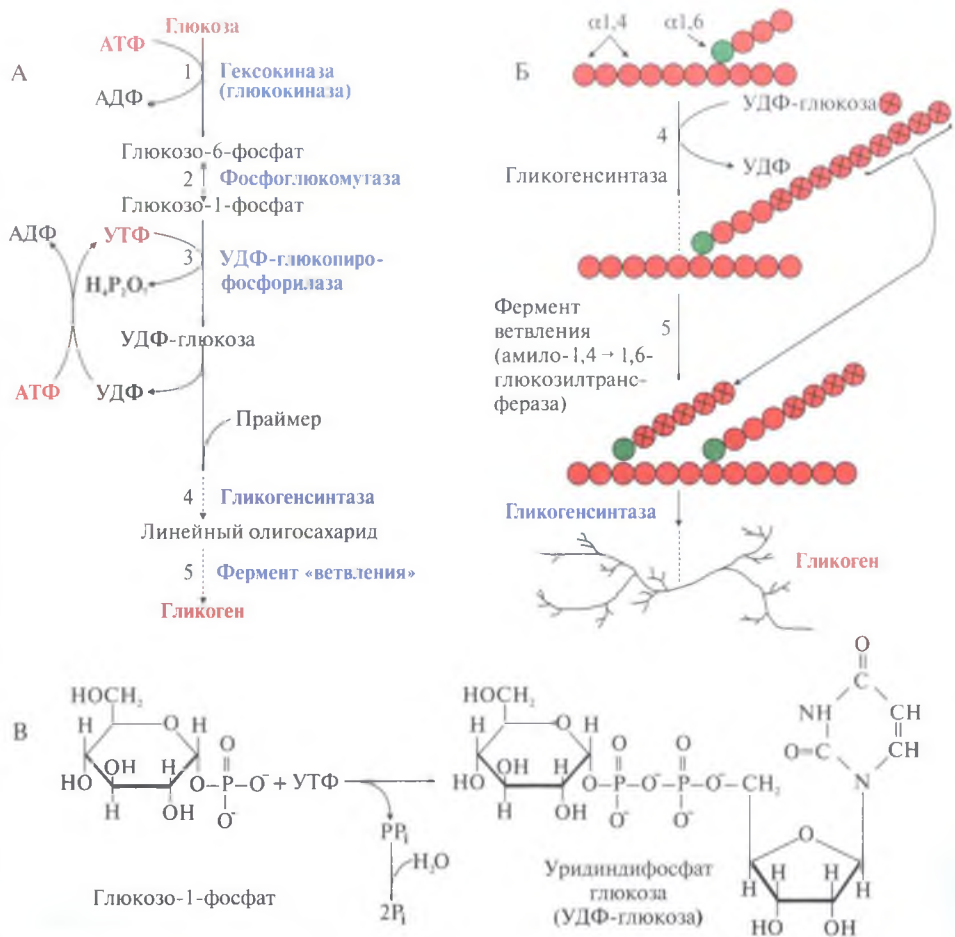 А
Глюкоза
АТФ
1
Гексокиназа
(глюкокиназа)
АДФ
Глюкозо-6-фосфат
2 Фосфоглюкомутаза
Глюкозо-1-фосфат
АДФ
УТФ
3
УДФ-глюкопиро-
фосфорилаза
H₄P₂O₇
УДФ-глюкоза
АТФ
УДФ
Праймер
4 Гликогенсинтаза
Линейный олигосахарид
5 Фермент «ветвления»
Гликоген
Б
α1,4
α1,6
4
УДФ-глюкоза
УДФ
Гликогенсинтаза
Фермент
ветвления
(амило-1,4 → 1,6-
глюкозилтранс-
фераза)
5
Гликогенсинтаза
Гликоген
В
HOCH₂
H
O
H
H
OH
H
HO
H
OH
O
O–P–O⁻
O⁻
+ УТФ
PPᵢ
H₂O
2Pᵢ
Глюкозо-1-фосфат
HOCH₂
H
O
H
H
OH
H
HO
H
OH
O
O
O–P–O–P–O–CH₂
O⁻
O⁻
O
C
NH
CH
O=C
CH
N
O
H
H
H
H
HO
OH
Уридиндифосфат
глюкоза
(УДФ-глюкоза)